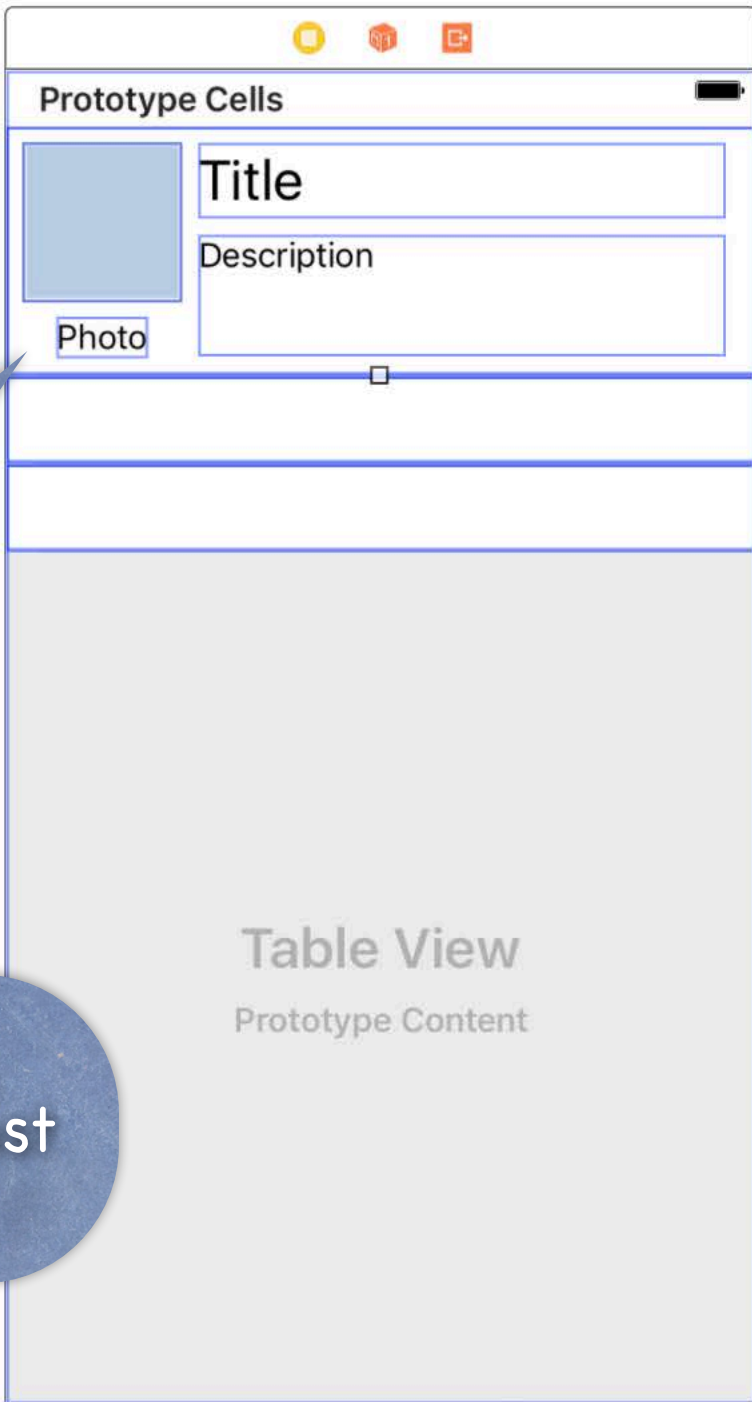 Prototype Cells
Title
Description
Photo
Table View
Prototype Content
st